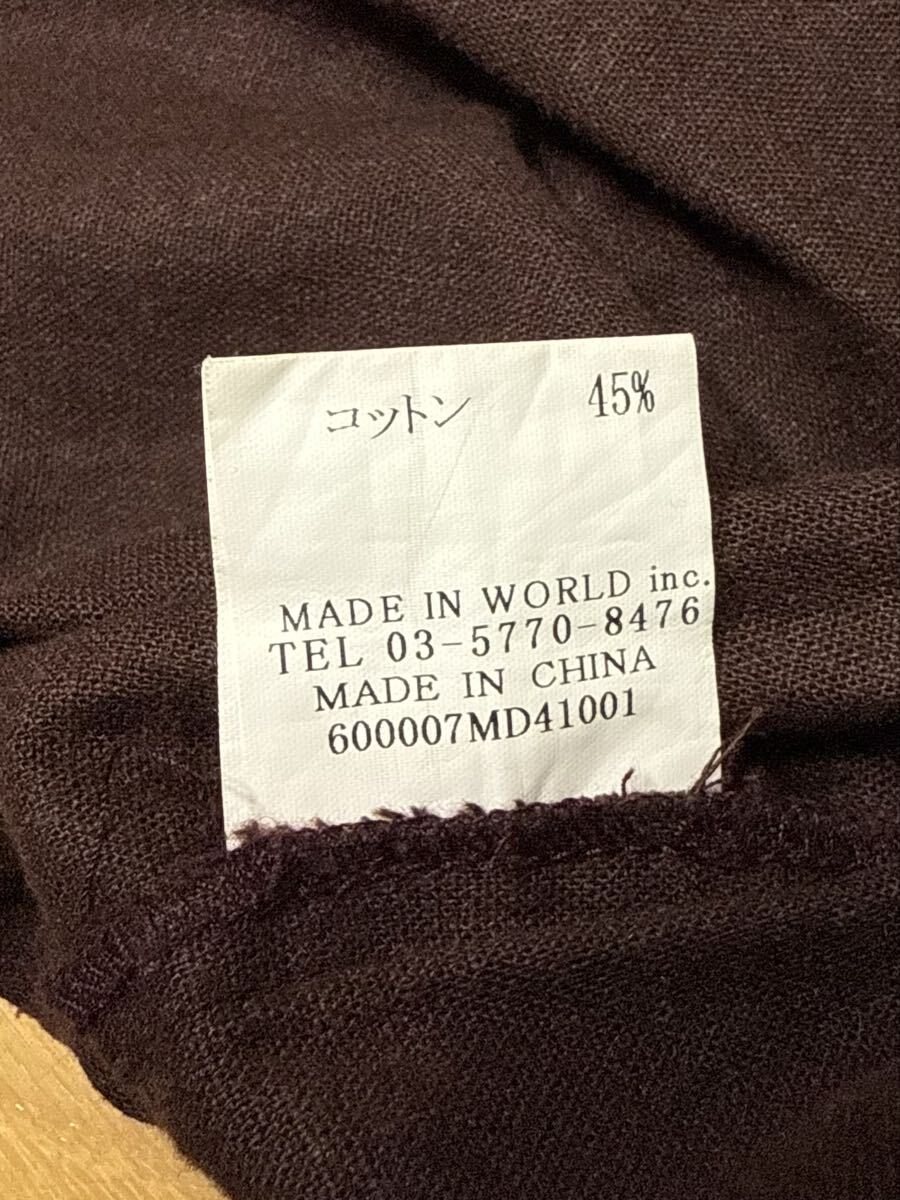 コットン 45%
MADE IN WORLD inc.
TEL 03-5770-8476
MADE IN CHINA
600007MD41001